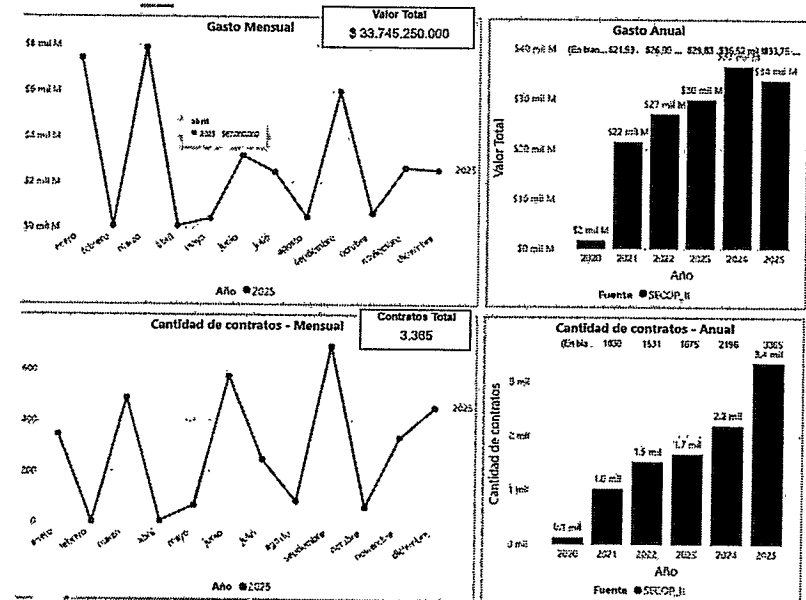 Gasto Mensual
Valor Total
$ 33.745.250.000
$8 mil M
$6 mil M
$4 mil M
$2 mil M
$0 mil M
abril
2025
enero
febrero
marzo
abril
mayo
junio
julio
agosto
septiembre
octubre
noviembre
diciembre
2025
Año 2025
Gasto Anual
$40 mil M
$30 mil M
$20 mil M
$10 mil M
$0 mil M
Valor Total
$2 mil M
$22 mil M
$27 mil M
$30 mil M
$34 mil M
2020
2021
2022
2023
2024
2025
Año
Fuente SECOP_II
Cantidad de contratos - Mensual
Contratos Total
3,365
600
400
200
0
enero
febrero
marzo
abril
mayo
junio
julio
agosto
septiembre
octubre
noviembre
diciembre
2025
Año 2025
Cantidad de contratos - Anual
1030
1531
1675
2196
3365
3 mil
2 mil
1 mil
0 mil
Cantidad de contratos
0.1 mil
1.0 mil
1.5 mil
1.7 mil
2.2 mil
3.4 mil
2020
2021
2022
2023
2024
2025
Año
Fuente SECOP_II